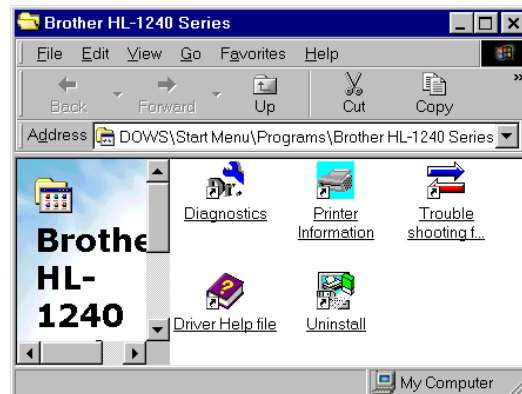 Brother HL-1240 Series
File Edit View Go Favorites Help
Back Forward Up Cut Copy »
Address DOWS\Start Menu\Programs\Brother HL-1240 Series
Brothe
HL-
1240
Dr.
Diagnostics
Printer
Information
Trouble
shooting f...
Driver Help file
Uninstall
My Computer